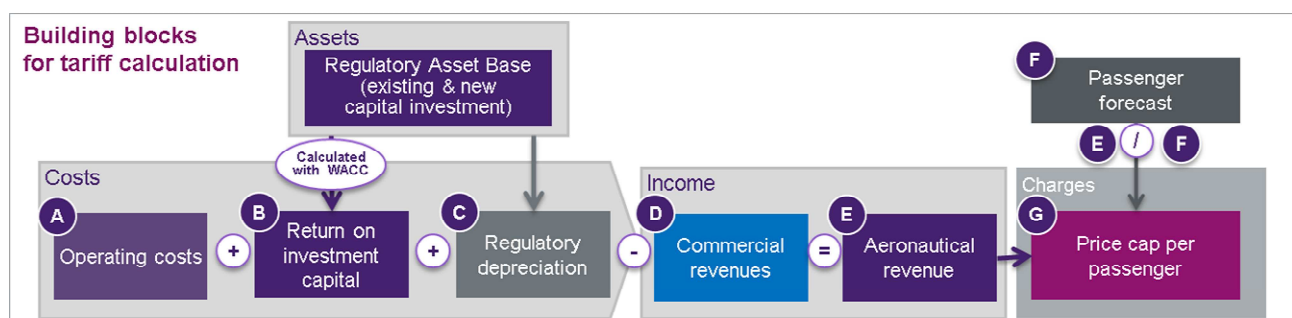 Building blocks
for tariff calculation
Assets
Regulatory Asset Base
(existing & new
capital investment)
F
Passenger
forecast
E / F
Calculated
with WACC
Costs
A
Operating costs
+
B
Return on
investment
capital
+
C
Regulatory
depreciation
-
Income
D
Commercial
revenues
=
E
Aeronautical
revenue
Charges
G
Price cap per
passenger